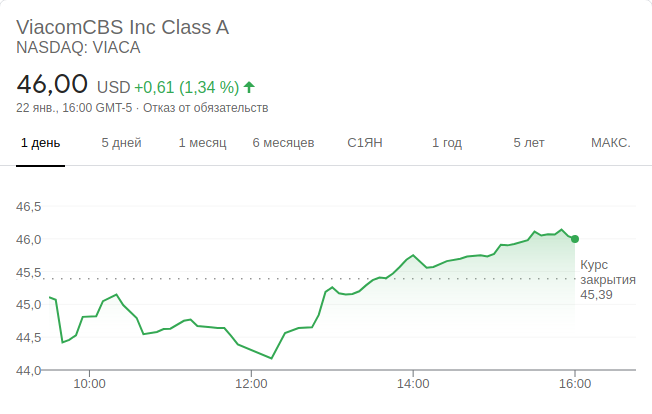 ViacomCBS Inc Class A
NASDAQ: VIACA
46,00 USD +0,61 (1,34 %)
22 янв., 16:00 GMT-5 · Отказ от обязательств
1 день 5 дней 1 месяц 6 месяцев С1ЯН 1 год 5 лет МАКС.
46,5
46,0
45,5
45,0
44,5
44,0
Курс
закрытия
45,39
10:00 12:00 14:00 16:00